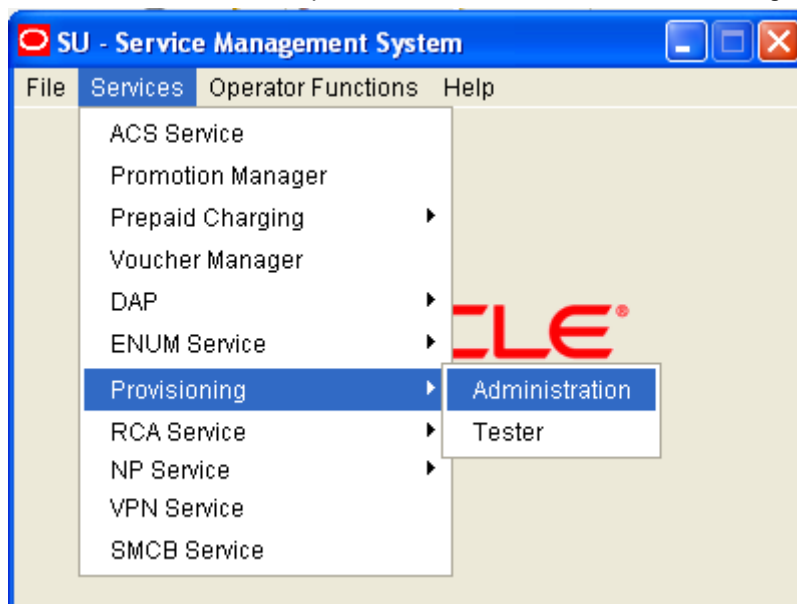 SU - Service Management System
File Services Operator Functions Help
ACS Service
Promotion Manager
Prepaid Charging
Voucher Manager
DAP
ENUM Service
CLE®
Provisioning
Administration
RCA Service
Tester
NP Service
VPN Service
SMCB Service